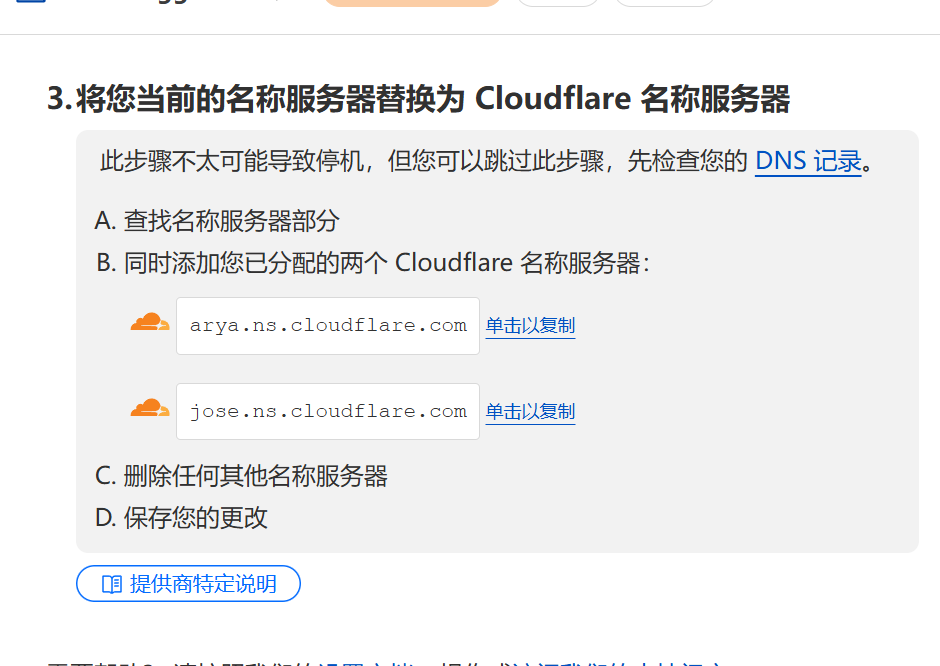 3. 将您当前的名称服务器替换为 Cloudflare 名称服务器
此步骤不太可能导致停机，但您可以跳过此步骤，先检查您的 DNS 记录。
A. 查找名称服务器部分
B. 同时添加您已分配的两个 Cloudflare 名称服务器：
arya.ns.cloudflare.com 单击以复制
jose.ns.cloudflare.com 单击以复制
C. 删除任何其他名称服务器
D. 保存您的更改
提供商特定说明